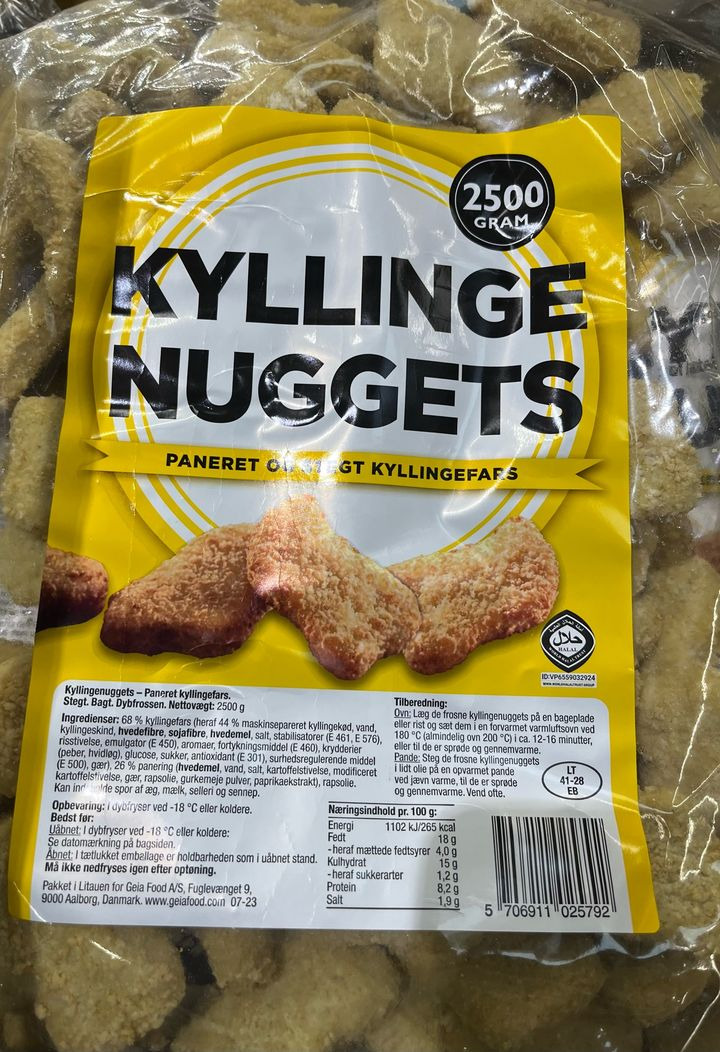 2500
GRAM
KYLLINGE
NUGGETS
PANERET OG STEGT KYLLINGEFARS
حلال
HALAL
ID:VP6559032924
Kyllingenuggets – Paneret kyllingefars.
Stegt. Bagt. Dybfrossen. Nettovægt: 2500 g
Ingredienser: 68 % kyllingefars (heraf 44 % maskinsepareret kyllingekød, vand,
kyllingeskind, hvedefibre, sojafibre, hvedemel, salt, stabilisatorer (E 461, E 576),
risstivelse, emulgator (E 450), aromaer, fortykningsmiddel (E 460), krydderier
(peber, hvidløg), glucose, sukker, antioxidant (E 301), surhedsregulerende middel
(E 500), gær), 26 % panering (hvedemel, vand, salt, kartoffelstivelse, modificeret
kartoffelstivelse, gær, rapsolie, gurkemeje pulver, paprikaekstrakt), rapsolie.
Kan indeholde spor af æg, mælk, selleri og sennep.
Opbevaring: I dybfryser ved -18 °C eller koldere.
Bedst før:
Uåbnet: I dybfryser ved -18 °C eller koldere:
Se datomærkning på bagsiden.
Åbnet: I tætlukket emballage er holdbarheden som i uåbnet stand.
Må ikke nedfryses igen efter optøning.
Pakket i Litauen for Geia Food A/S, Fuglevænget 9,
9000 Aalborg, Danmark. www.geiafood.com 07-23
Næringsindhold pr. 100 g:
Energi 1102 kJ/265 kcal
Fedt 18 g
-heraf mættede fedtsyrer 4,0 g
Kulhydrat 15 g
-heraf sukkerarter 1,2 g
Protein 8,2 g
Salt 1,9 g
Tilberedning:
Ovn: Læg de frosne kyllingenuggets på en bageplade
eller rist og sæt dem i en forvarmet varmluftsovn ved
180 °C (almindelig ovn 200 °C) i ca. 12-16 minutter,
eller til de er sprøde og gennemvarme.
Pande: Steg de frosne kyllingenuggets
i lidt olie på en opvarmet pande
ved jævn varme, til de er sprøde
og gennemvarme. Vend ofte.
LT
41-28
EB
5 706911 025792